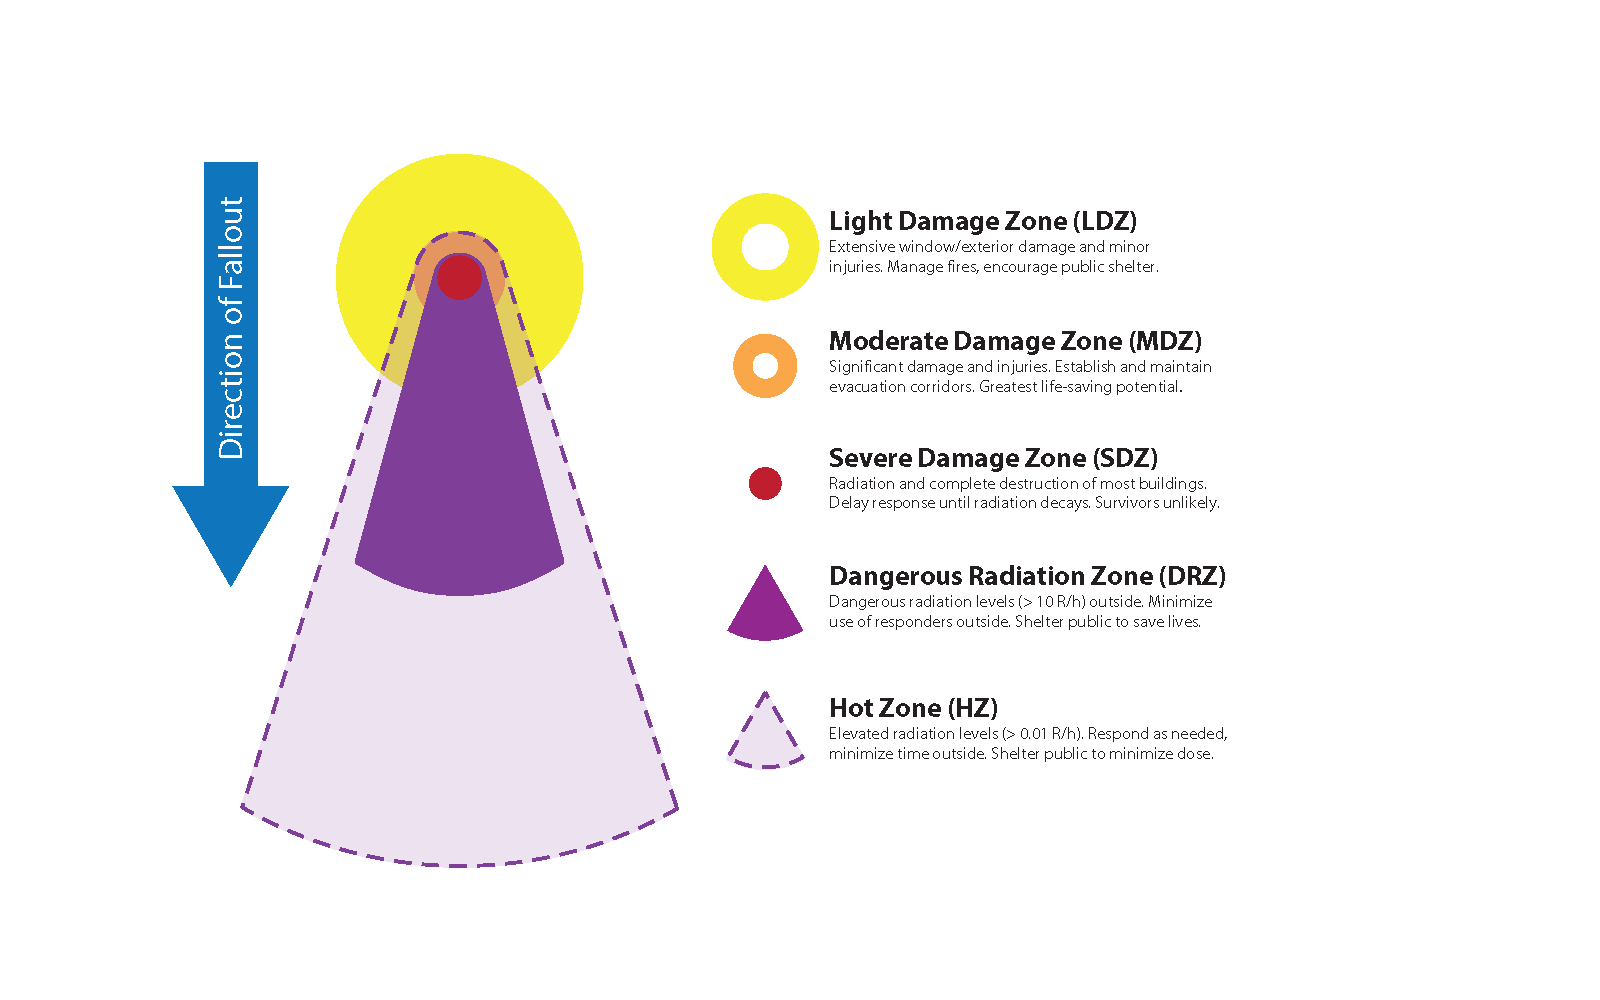 Direction of Fallout
Light Damage Zone (LDZ)
Extensive window/exterior damage and minor
injuries. Manage fires, encourage public shelter.
Moderate Damage Zone (MDZ)
Significant damage and injuries. Establish and maintain
evacuation corridors. Greatest life-saving potential.
Severe Damage Zone (SDZ)
Radiation and complete destruction of most buildings.
Delay response until radiation decays. Survivors unlikely.
Dangerous Radiation Zone (DRZ)
Dangerous radiation levels (> 10 R/h) outside. Minimize
use of responders outside. Shelter public to save lives.
Hot Zone (HZ)
Elevated radiation levels (> 0.01 R/h). Respond as needed,
minimize time outside. Shelter public to minimize dose.